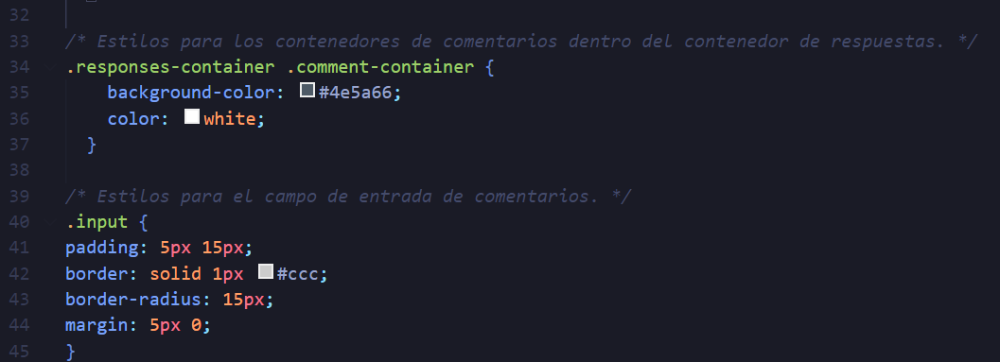 32
33 /* Estilos para los contenedores de comentarios dentro del contenedor de respuestas. */
34 .responses-container .comment-container {
35 background-color: #4e5a66;
36 color: white;
37 }
38
39 /* Estilos para el campo de entrada de comentarios. */
40 .input {
41 padding: 5px 15px;
42 border: solid 1px #ccc;
43 border-radius: 15px;
44 margin: 5px 0;
45 }